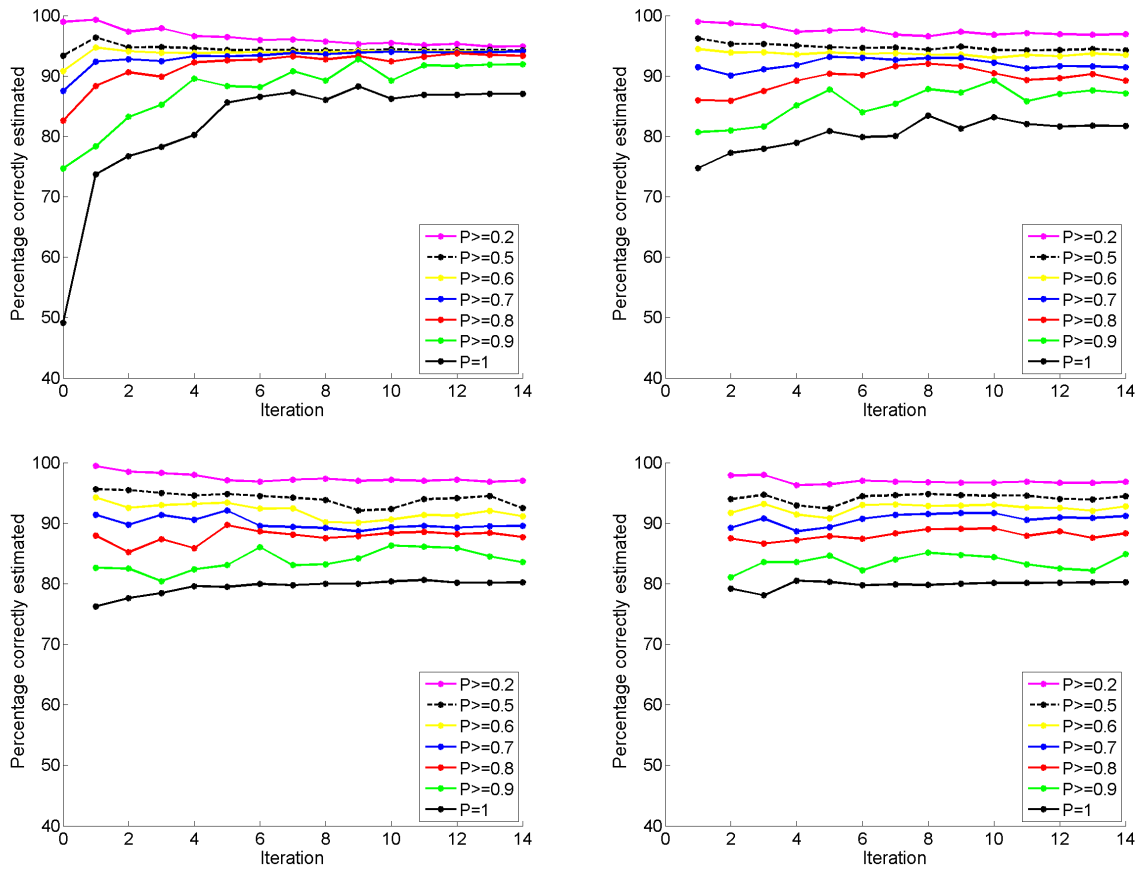 100
90
80
70
60
50
40
0 2 4 6 8 10 12 14
Percentage correctly estimated
Iteration
P>=0.2
P>=0.5
P>=0.6
P>=0.7
P>=0.8
P>=0.9
P=1
100
90
80
70
60
50
40
0 2 4 6 8 10 12 14
Percentage correctly estimated
Iteration
P>=0.2
P>=0.5
P>=0.6
P>=0.7
P>=0.8
P>=0.9
P=1
100
90
80
70
60
50
40
0 2 4 6 8 10 12 14
Percentage correctly estimated
Iteration
P>=0.2
P>=0.5
P>=0.6
P>=0.7
P>=0.8
P>=0.9
P=1
100
90
80
70
60
50
40
0 2 4 6 8 10 12 14
Percentage correctly estimated
Iteration
P>=0.2
P>=0.5
P>=0.6
P>=0.7
P>=0.8
P>=0.9
P=1